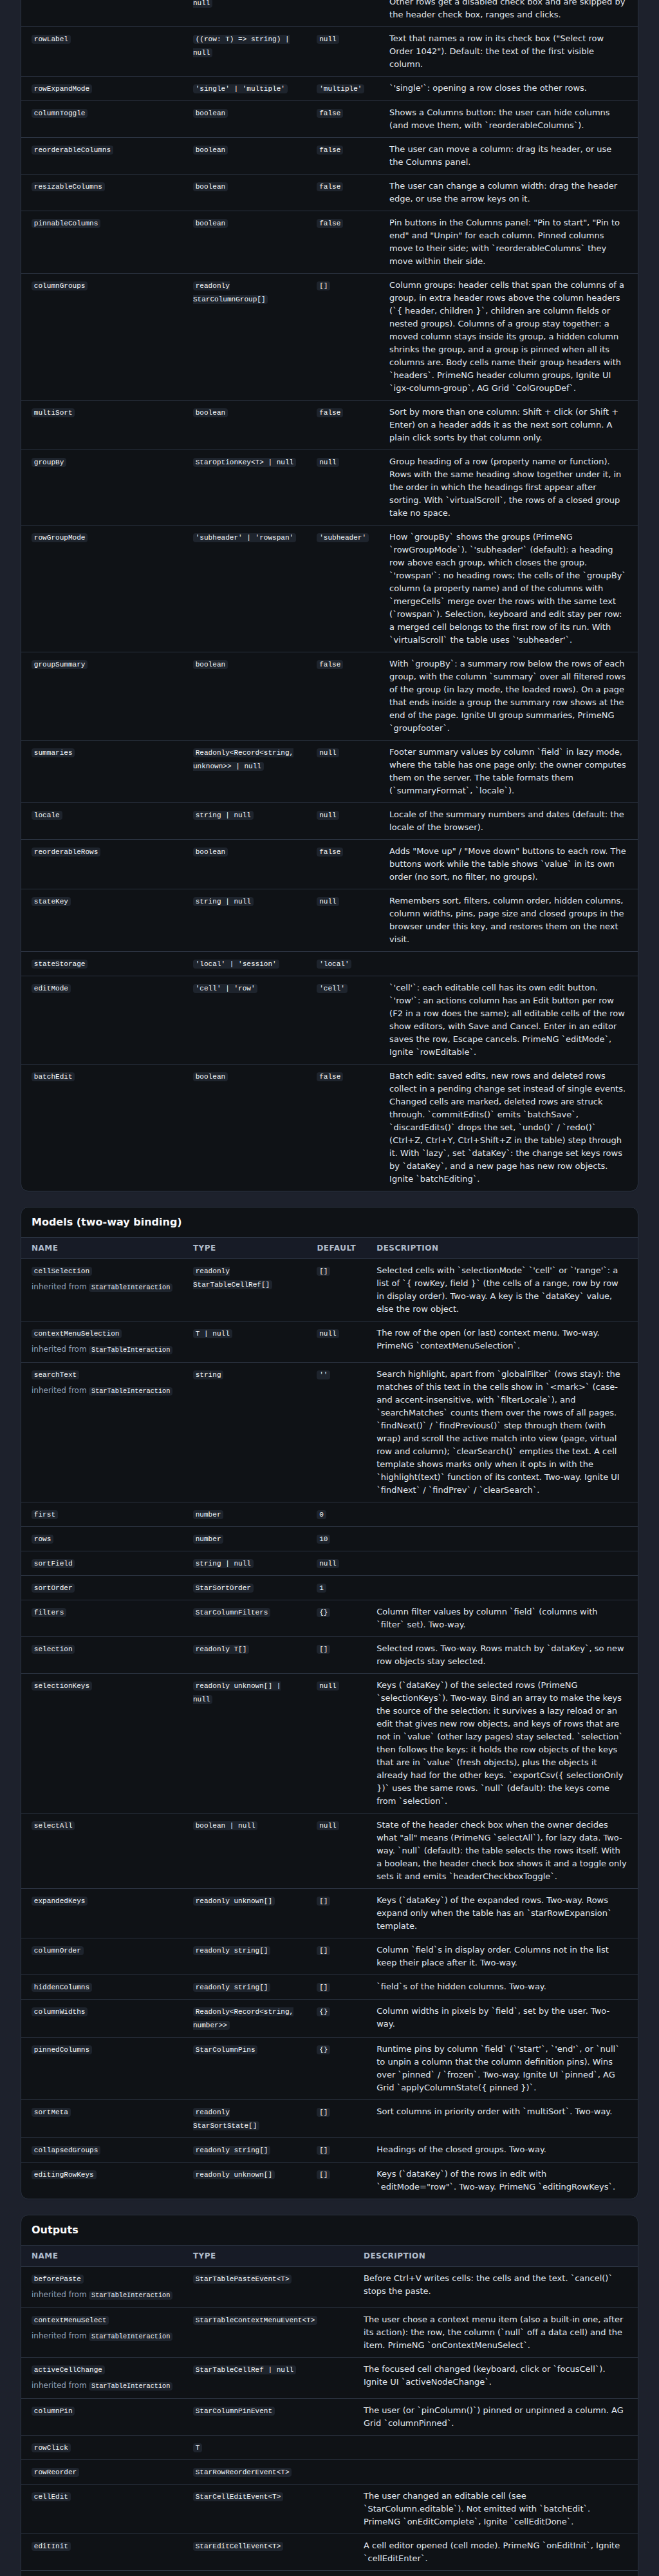 null
Other rows get a disabled check box and are skipped by
the header check box, ranges and clicks.
rowLabel
((row: T) => string) |
null
null
Text that names a row in its check box ("Select row
Order 1042"). Default: the text of the first visible
column.
rowExpandMode
'single' | 'multiple'
'multiple'
`'single'`: opening a row closes the other rows.
columnToggle
boolean
false
Shows a Columns button: the user can hide columns
(and move them, with `reorderableColumns`).
reorderableColumns
boolean
false
The user can move a column: drag its header, or use
the Columns panel.
resizableColumns
boolean
false
The user can change a column width: drag the header
edge, or use the arrow keys on it.
pinnableColumns
boolean
false
Pin buttons in the Columns panel: "Pin to start", "Pin to
end" and "Unpin" for each column. Pinned columns
move to their side; with `reorderableColumns` they
move within their side.
columnGroups
readonly
StarColumnGroup[]
[]
Column groups: header cells that span the columns of a
group, in extra header rows above the column headers
(`{ header, children }`, children are column fields or
nested groups). Columns of a group stay together: a
moved column stays inside its group, a hidden column
shrinks the group, and a group is pinned when all its
columns are. Body cells name their group headers with
`headers`. PrimeNG header column groups, Ignite UI
`igx-column-group`, AG Grid `ColGroupDef`.
multiSort
boolean
false
Sort by more than one column: Shift + click (or Shift +
Enter) on a header adds it as the next sort column. A
plain click sorts by that column only.
groupBy
StarOptionKey<T> | null
null
Group heading of a row (property name or function).
Rows with the same heading show together under it, in
the order in which the headings first appear after
sorting. With `virtualScroll`, the rows of a closed group
take no space.
rowGroupMode
'subheader' | 'rowspan'
'subheader'
How `groupBy` shows the groups (PrimeNG
`rowGroupMode`). `'subheader'` (default): a heading
row above each group, which closes the group.
`'rowspan'`: no heading rows; the cells of the `groupBy`
column (a property name) and of the columns with
`mergeCells` merge over the rows with the same text
(`rowspan`). Selection, keyboard and edit stay per row:
a merged cell belongs to the first row of its run. With
`virtualScroll` the table uses `'subheader'`.
groupSummary
boolean
false
With `groupBy`: a summary row below the rows of each
group, with the column `summary` over all filtered rows
of the group (in lazy mode, the loaded rows). On a page
that ends inside a group the summary row shows at the
end of the page. Ignite UI group summaries, PrimeNG
`groupfooter`.
summaries
Readonly<Record<string,
unknown>> | null
null
Footer summary values by column `field` in lazy mode,
where the table has one page only: the owner computes
them on the server. The table formats them
(`summaryFormat`, `locale`).
locale
string | null
null
Locale of the summary numbers and dates (default: the
locale of the browser).
reorderableRows
boolean
false
Adds "Move up" / "Move down" buttons to each row. The
buttons work while the table shows `value` in its own
order (no sort, no filter, no groups).
stateKey
string | null
null
Remembers sort, filters, column order, hidden columns,
column widths, pins, page size and closed groups in the
browser under this key, and restores them on the next
visit.
stateStorage
'local' | 'session'
'local'
editMode
'cell' | 'row'
'cell'
`'cell'`: each editable cell has its own edit button.
`'row'`: an actions column has an Edit button per row
(F2 in a row does the same); all editable cells of the row
show editors, with Save and Cancel. Enter in an editor
saves the row, Escape cancels. PrimeNG `editMode`,
Ignite `rowEditable`.
batchEdit
boolean
false
Batch edit: saved edits, new rows and deleted rows
collect in a pending change set instead of single events.
Changed cells are marked, deleted rows are struck
through. `commitEdits()` emits `batchSave`,
`discardEdits()` drops the set, `undo()` / `redo()`
(Ctrl+Z, Ctrl+Y, Ctrl+Shift+Z in the table) step through
it. With `lazy`, set `dataKey`: the change set keys rows
by `dataKey`, and a new page has new row objects.
Ignite `batchEditing`.
Models (two-way binding)
NAME
TYPE
DEFAULT
DESCRIPTION
cellSelection
inherited from StarTableInteraction
readonly
StarTableCellRef[]
[]
Selected cells with `selectionMode` `'cell'` or `'range'`: a
list of `{ rowKey, field }` (the cells of a range, row by row
in display order). Two-way. A key is the `dataKey` value,
else the row object.
contextMenuSelection
inherited from StarTableInteraction
T | null
null
The row of the open (or last) context menu. Two-way.
PrimeNG `contextMenuSelection`.
searchText
inherited from StarTableInteraction
string
''
Search highlight, apart from `globalFilter` (rows stay): the
matches of this text in the cells show in `<mark>` (case-
and accent-insensitive, with `filterLocale`), and
`searchMatches` counts them over the rows of all pages.
`findNext()` / `findPrevious()` step through them (with
wrap) and scroll the active match into view (page, virtual
row and column); `clearSearch()` empties the text. A cell
template shows marks only when it opts in with the
`highlight(text)` function of its context. Two-way. Ignite UI
`findNext` / `findPrev` / `clearSearch`.
first
number
0
rows
number
10
sortField
string | null
null
sortOrder
StarSortOrder
1
filters
StarColumnFilters
{}
Column filter values by column `field` (columns with
`filter` set). Two-way.
selection
readonly T[]
[]
Selected rows. Two-way. Rows match by `dataKey`, so new
row objects stay selected.
selectionKeys
readonly unknown[] |
null
null
Keys (`dataKey`) of the selected rows (PrimeNG
`selectionKeys`). Two-way. Bind an array to make the keys
the source of the selection: it survives a lazy reload or an
edit that gives new row objects, and keys of rows that are
not in `value` (other lazy pages) stay selected. `selection`
then follows the keys: it holds the row objects of the keys
that are in `value` (fresh objects), plus the objects it
already had for the other keys. `exportCsv({ selectionOnly
})` uses the same rows. `null` (default): the keys come
from `selection`.
selectAll
boolean | null
null
State of the header check box when the owner decides
what "all" means (PrimeNG `selectAll`), for lazy data. Two-
way. `null` (default): the table selects the rows itself. With
a boolean, the header check box shows it and a toggle only
sets it and emits `headerCheckboxToggle`.
expandedKeys
readonly unknown[]
[]
Keys (`dataKey`) of the expanded rows. Two-way. Rows
expand only when the table has an `starRowExpansion`
template.
columnOrder
readonly string[]
[]
Column `field`s in display order. Columns not in the list
keep their place after it. Two-way.
hiddenColumns
readonly string[]
[]
`field`s of the hidden columns. Two-way.
columnWidths
Readonly<Record<string,
number>>
{}
Column widths in pixels by `field`, set by the user. Two-
way.
pinnedColumns
StarColumnPins
{}
Runtime pins by column `field` (`'start'`, `'end'`, or `null`
to unpin a column that the column definition pins). Wins
over `pinned` / `frozen`. Two-way. Ignite UI `pinned`, AG
Grid `applyColumnState({ pinned })`.
sortMeta
readonly
StarSortState[]
[]
Sort columns in priority order with `multiSort`. Two-way.
collapsedGroups
readonly string[]
[]
Headings of the closed groups. Two-way.
editingRowKeys
readonly unknown[]
[]
Keys (`dataKey`) of the rows in edit with
`editMode="row"`. Two-way. PrimeNG `editingRowKeys`.
Outputs
NAME
TYPE
DESCRIPTION
beforePaste
inherited from StarTableInteraction
StarTablePasteEvent<T>
Before Ctrl+V writes cells: the cells and the text. `cancel()`
stops the paste.
contextMenuSelect
inherited from StarTableInteraction
StarTableContextMenuEvent<T>
The user chose a context menu item (also a built-in one, after
its action): the row, the column (`null` off a data cell) and the
item. PrimeNG `onContextMenuSelect`.
activeCellChange
inherited from StarTableInteraction
StarTableCellRef | null
The focused cell changed (keyboard, click or `focusCell`).
Ignite UI `activeNodeChange`.
columnPin
StarColumnPinEvent
The user (or `pinColumn()`) pinned or unpinned a column. AG
Grid `columnPinned`.
rowClick
T
rowReorder
StarRowReorderEvent<T>
cellEdit
StarCellEditEvent<T>
The user changed an editable cell (see
`StarColumn.editable`). Not emitted with `batchEdit`.
PrimeNG `onEditComplete`, Ignite `cellEditDone`.
editInit
StarEditCellEvent<T>
A cell editor opened (cell mode). PrimeNG `onEditInit`, Ignite
`cellEditEnter`.